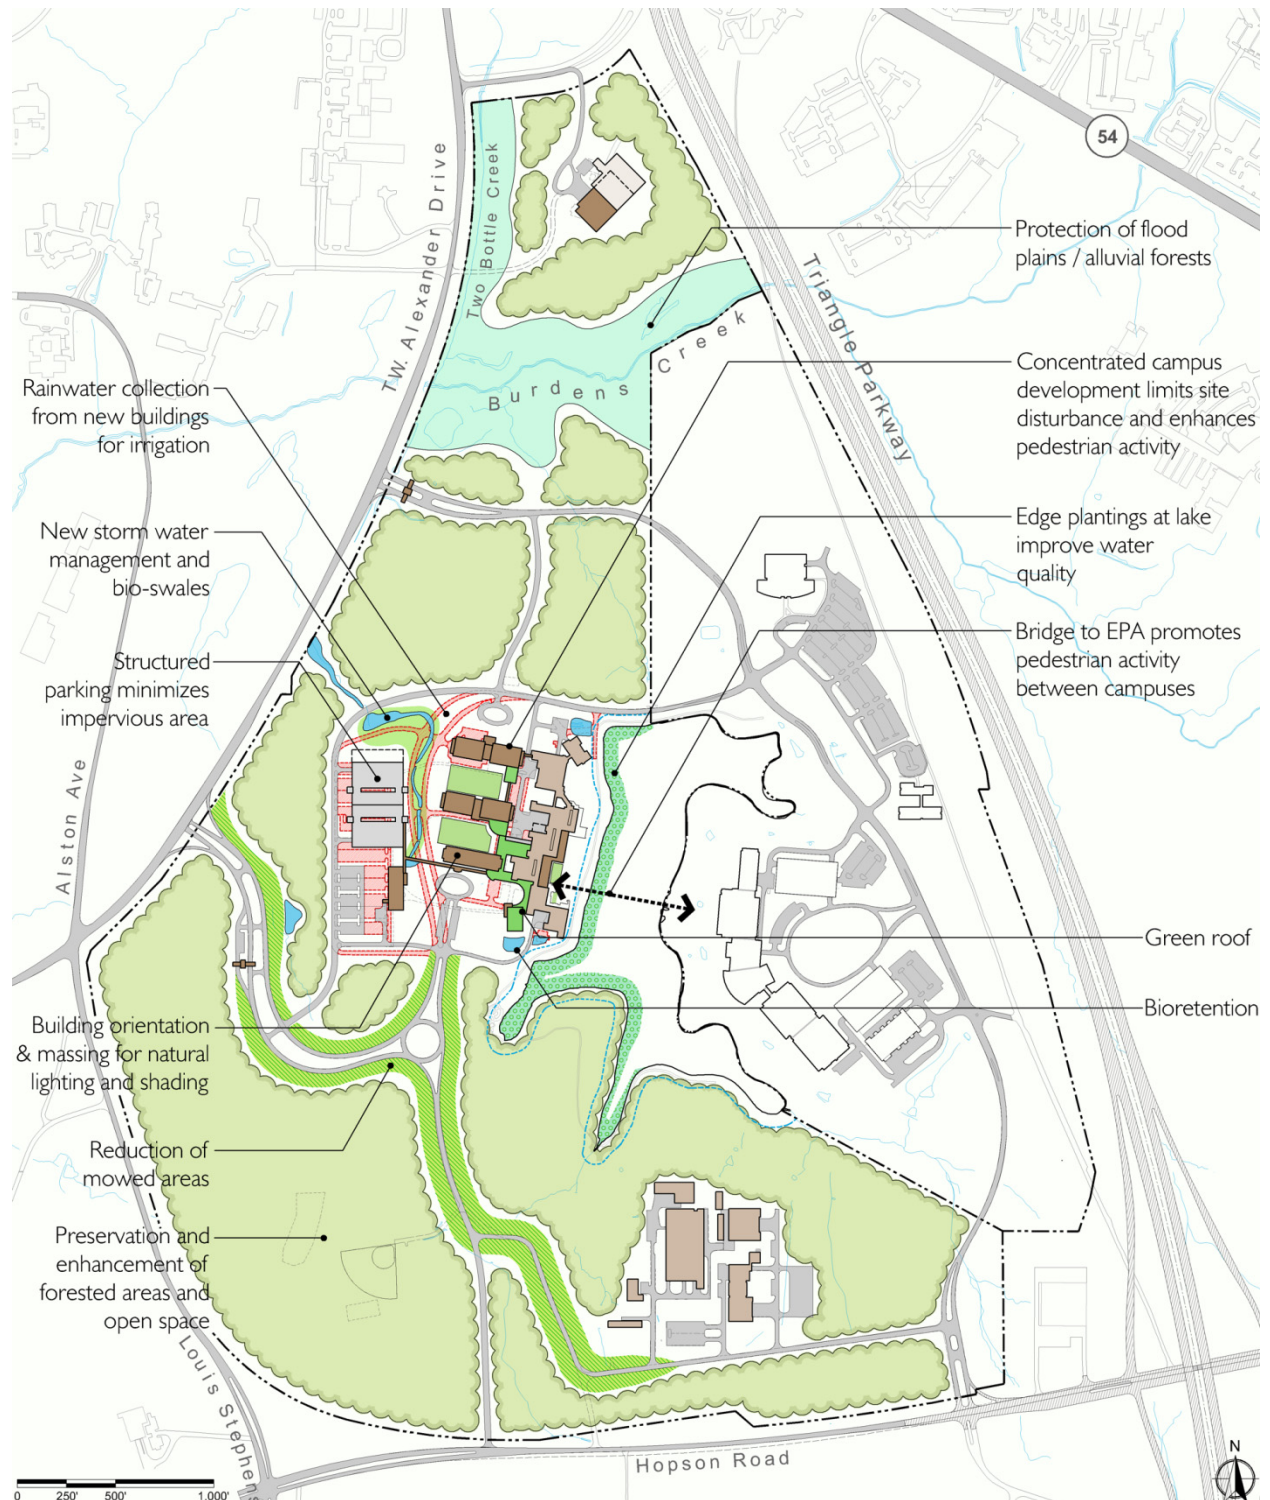 54
T.W. Alexander Drive
Two Bottle Creek
Protection of flood
plains / alluvial forests
Triangle Parkway
Burdens Creek
Concentrated campus
development limits site
disturbance and enhances
pedestrian activity
Rainwater collection
from new buildings
for irrigation
Edge plantings at lake
improve water
quality
New storm water
management and
bio-swales
Bridge to EPA promotes
pedestrian activity
between campuses
Structured
parking minimizes
impervious area
Alston Ave
Green roof
Bioretention
Building orientation
& massing for natural
lighting and shading
Reduction of
mowed areas
Preservation and
enhancement of
forested areas and
open space
Louis Stephens
Hopson Road
N
0 250' 500' 1,000'